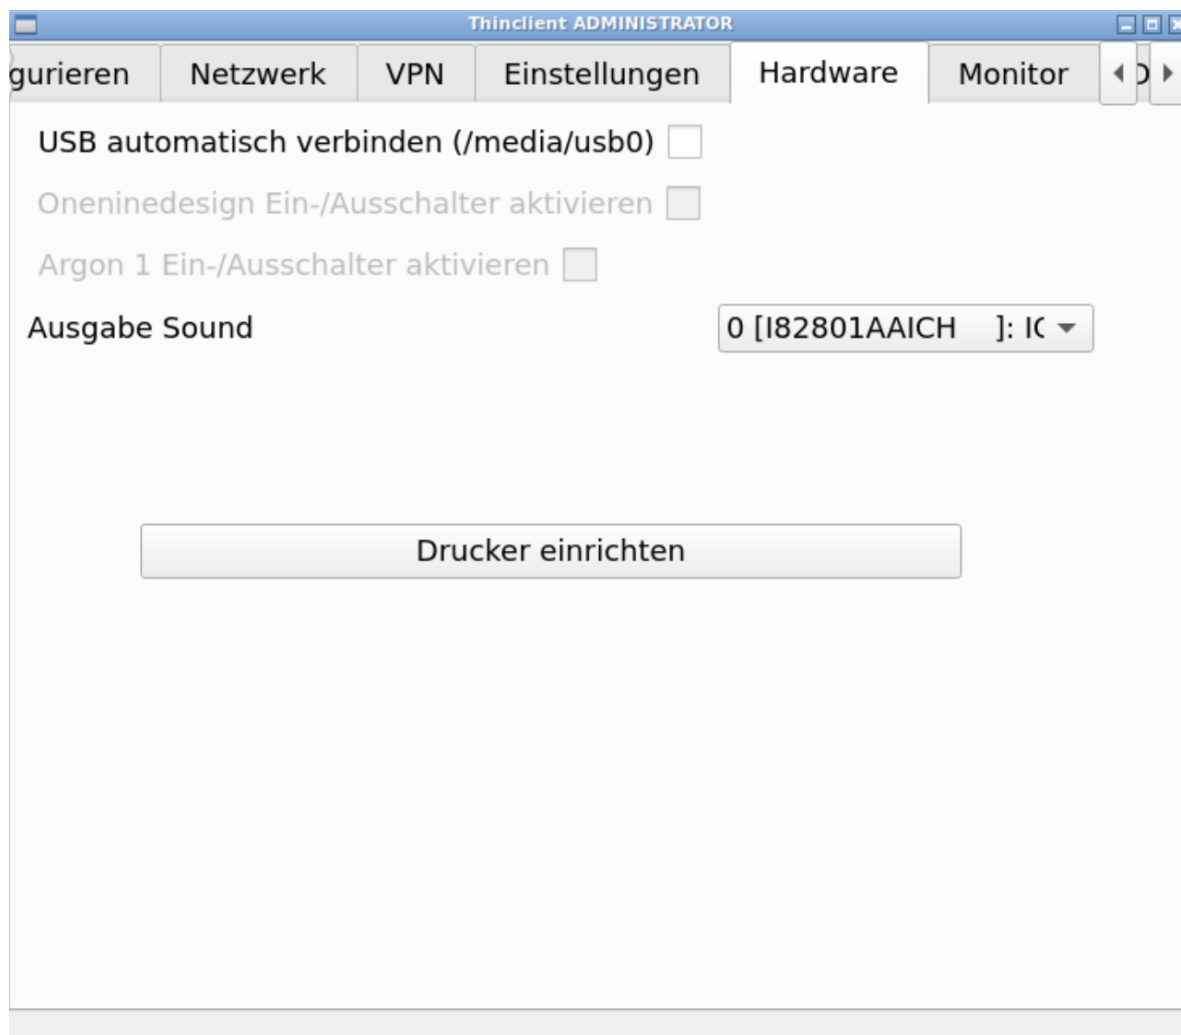 Thinclient ADMINISTRATOR
gurieren Netzwerk VPN Einstellungen Hardware Monitor
USB automatisch verbinden (/media/usb0)
Oneninedesign Ein-/Ausschalter aktivieren
Argon 1 Ein-/Ausschalter aktivieren
Ausgabe Sound 0 [I82801AAICH ]: IC
Drucker einrichten